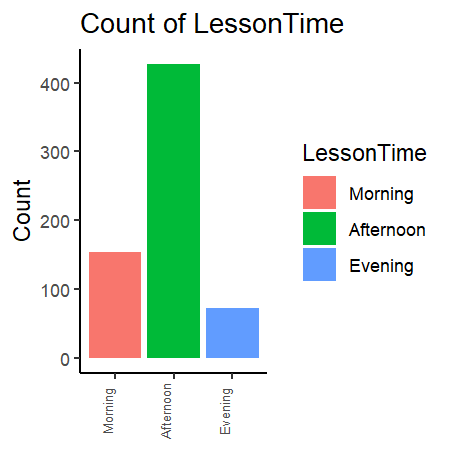 Count of LessonTime
Count
400
300
200
100
0
Morning
Afternoon
Evening
LessonTime
Morning
Afternoon
Evening